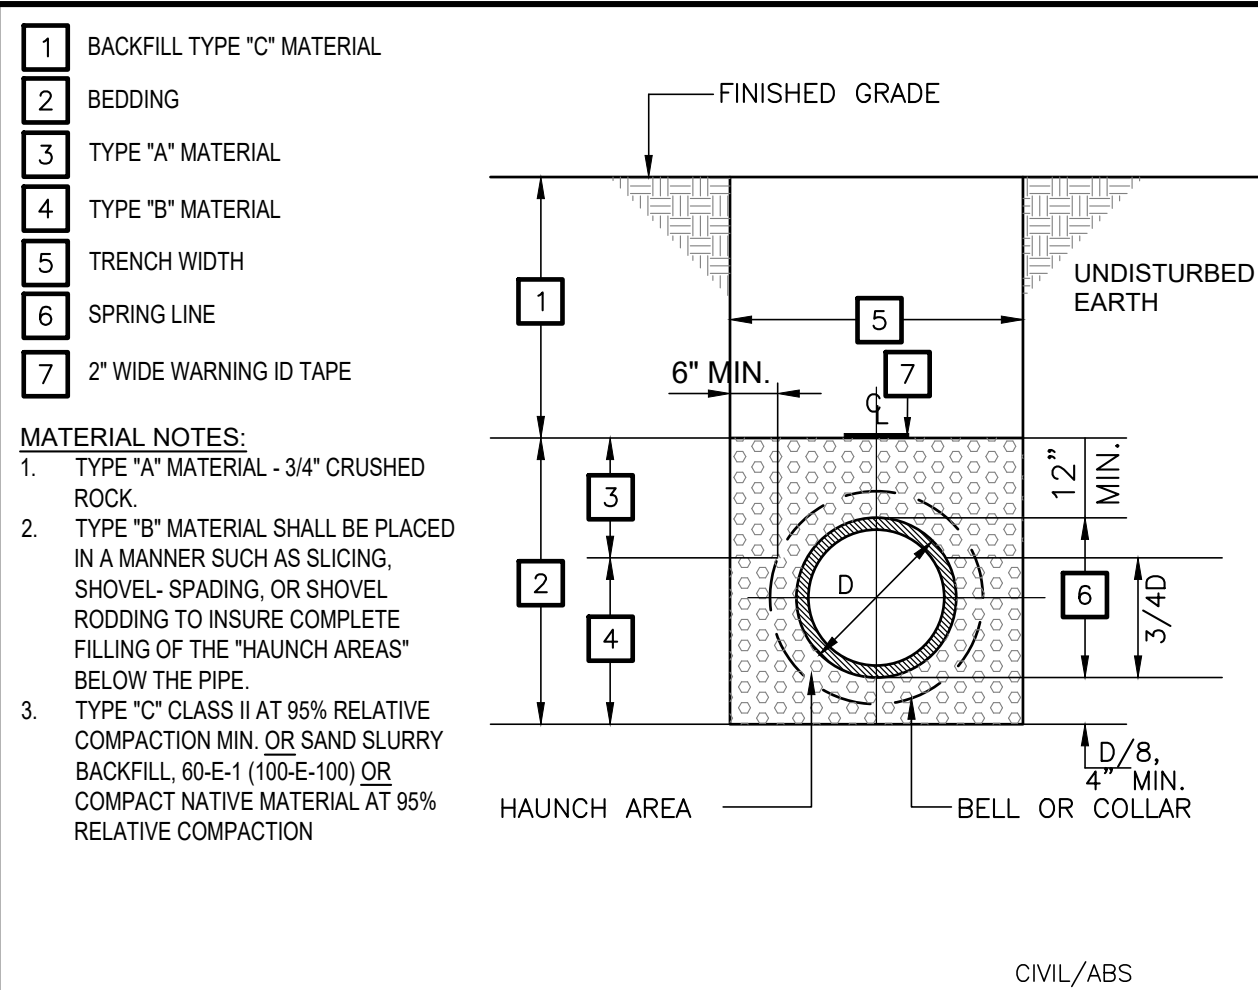 1 BACKFILL TYPE "C" MATERIAL
2 BEDDING
3 TYPE "A" MATERIAL
4 TYPE "B" MATERIAL
5 TRENCH WIDTH
6 SPRING LINE
7 2" WIDE WARNING ID TAPE
MATERIAL NOTES:
1. TYPE "A" MATERIAL - 3/4" CRUSHED
ROCK.
2. TYPE "B" MATERIAL SHALL BE PLACED
IN A MANNER SUCH AS SLICING,
SHOVEL- SPADING, OR SHOVEL
RODDING TO INSURE COMPLETE
FILLING OF THE "HAUNCH AREAS"
BELOW THE PIPE.
3. TYPE "C" CLASS II AT 95% RELATIVE
COMPACTION MIN. OR SAND SLURRY
BACKFILL, 60-E-1 (100-E-100) OR
COMPACT NATIVE MATERIAL AT 95%
RELATIVE COMPACTION
FINISHED GRADE
UNDISTURBED
EARTH
1
5
6" MIN.
7
CL
3
12"
MIN.
2
D
6
3/4D
4
D/8,
4" MIN.
HAUNCH AREA
BELL OR COLLAR
CIVIL/ABS